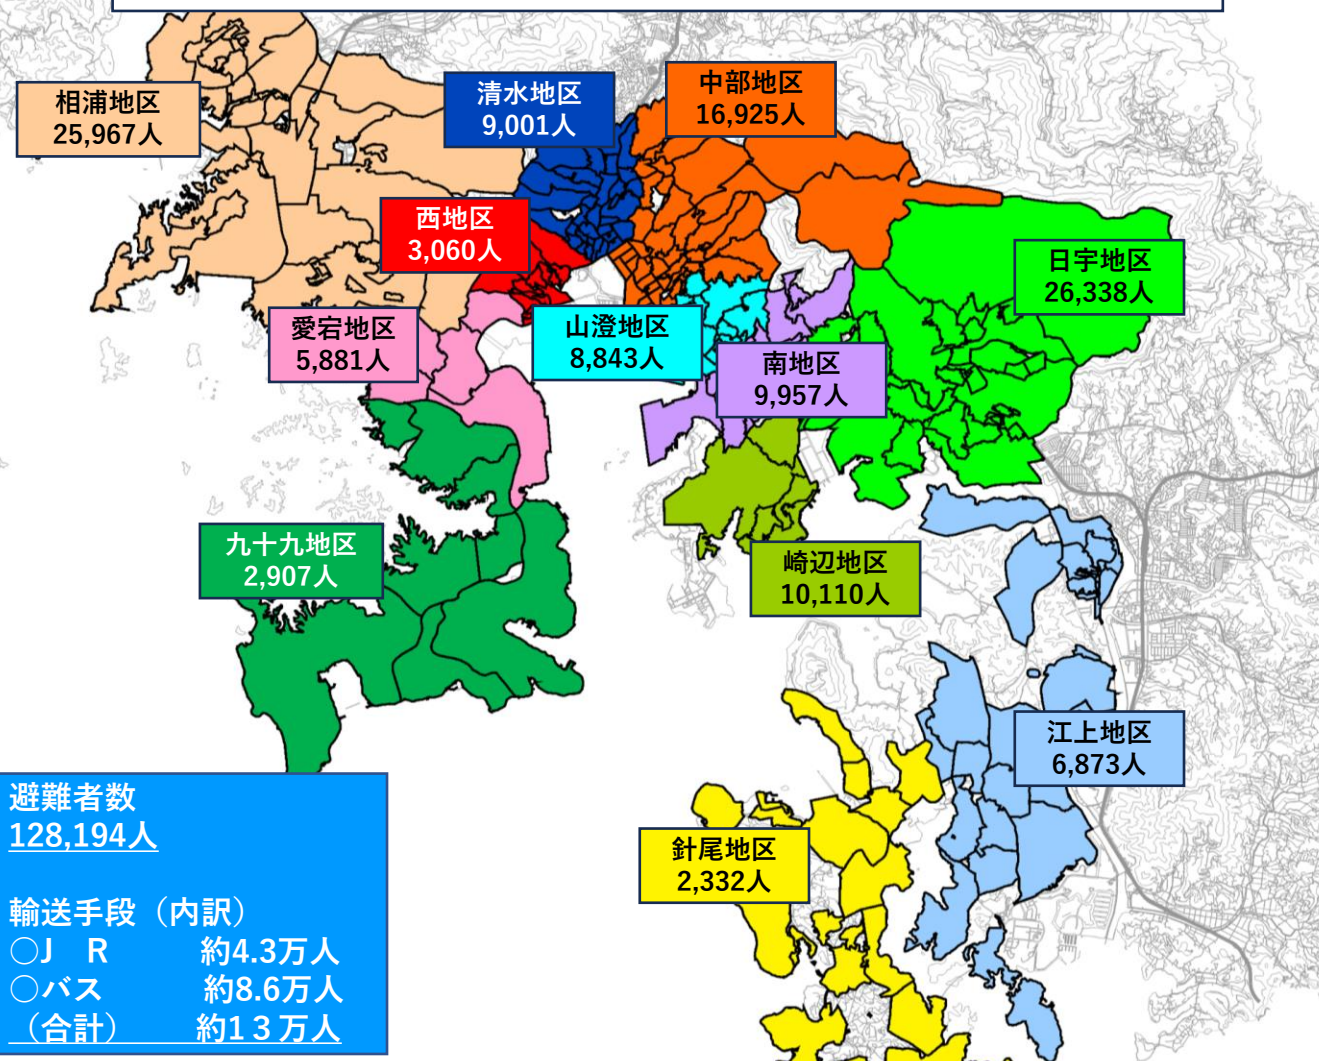 相浦地区
25,967人
清水地区
9,001人
中部地区
16,925人
西地区
3,060人
日宇地区
26,338人
愛宕地区
5,881人
山澄地区
8,843人
南地区
9,957人
九十九地区
2,907人
崎辺地区
10,110人
江上地区
6,873人
針尾地区
2,332人
避難者数
128,194人
輸送手段（内訳）
○J　R　約4.3万人
○バス　約8.6万人
（合計）　約1３万人